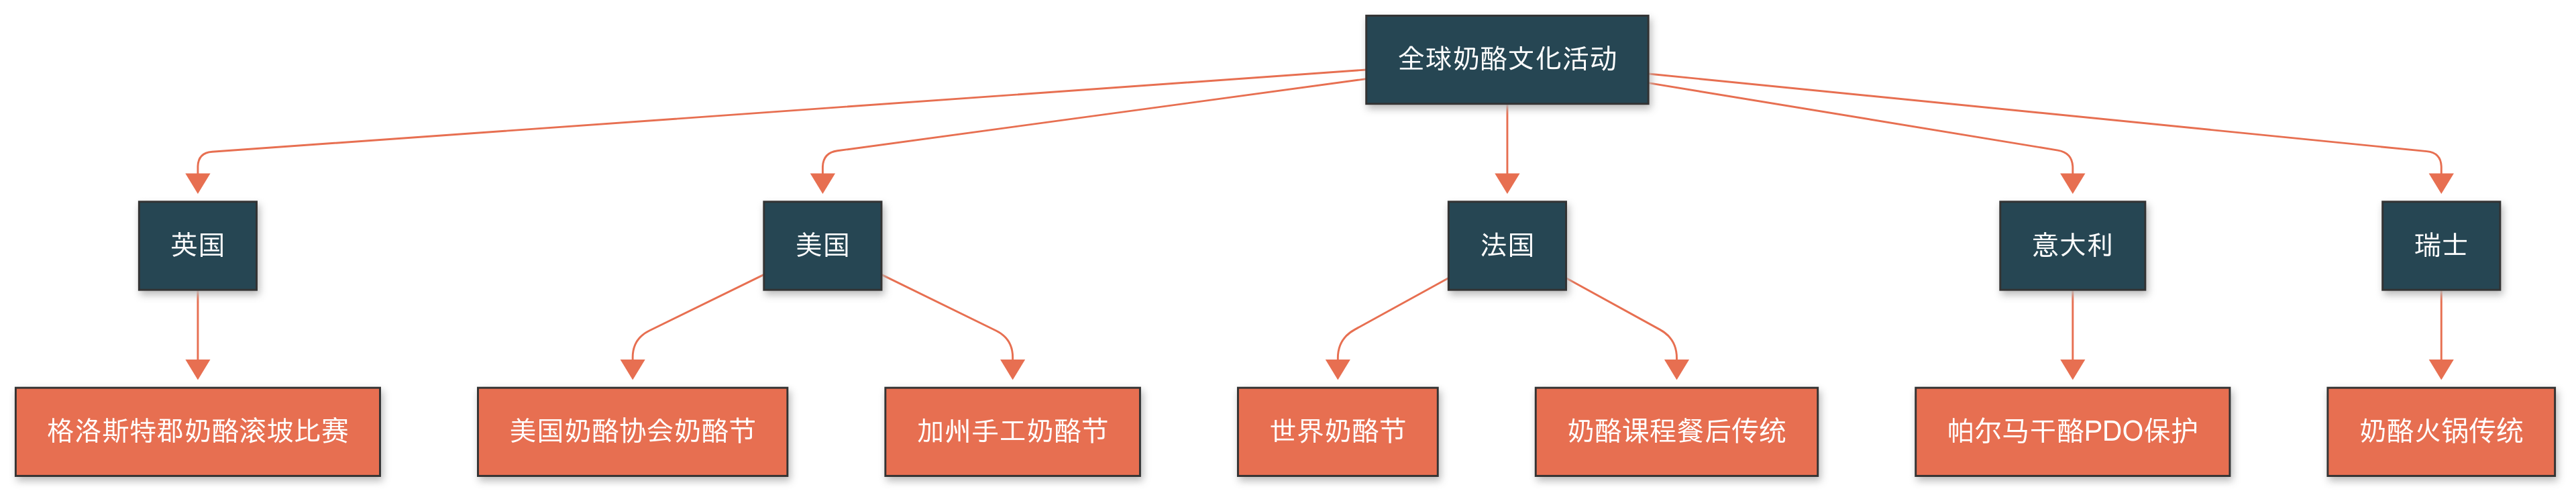 全球奶酪文化活动
英国
美国
法国
意大利
瑞士
格洛斯特郡奶酪滚坡比赛
美国奶酪协会奶酪节
加州手工奶酪节
世界奶酪节
奶酪课程餐后传统
帕尔马干酪PDO保护
奶酪火锅传统